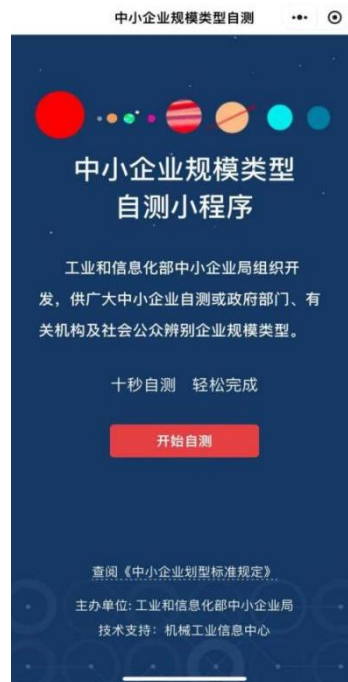 中小企业规模类型自测
中小企业规模类型
自测小程序
工业和信息化部中小企业局组织开
发，供广大中小企业自测或政府部门、有
关机构及社会公众辨别企业规模类型。
十秒自测 轻松完成
开始自测
查阅《中小企业划型标准规定》
主办单位: 工业和信息化部中小企业局
技术支持: 机械工业信息中心